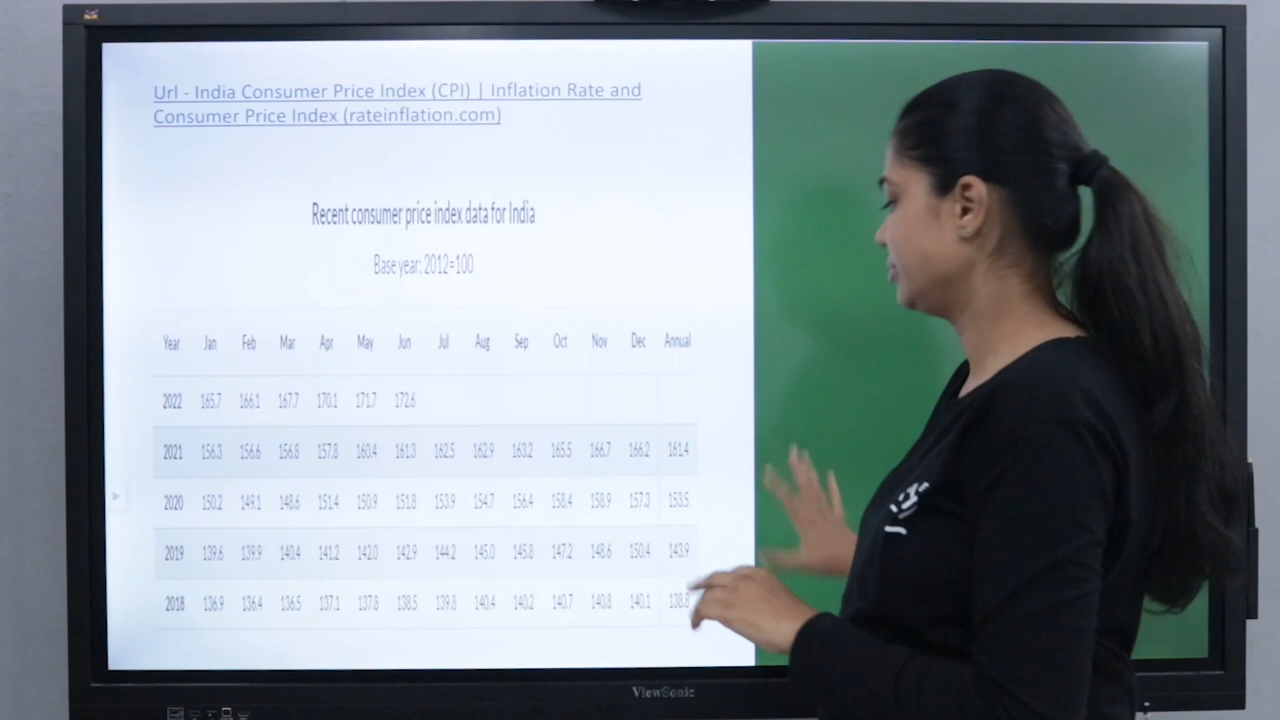 Url - India Consumer Price Index (CPI) | Inflation Rate and
Consumer Price Index (rateinflation.com)
Recent consumer price index data for India
Base year: 2012=100
Year Jan Feb Mar Apr May Jun Jul Aug Sep Oct Nov Dec Annual
2022 165.7 166.1 167.7 170.1 171.7 172.6
2021 156.3 156.6 156.8 157.8 160.4 161.3 162.5 162.9 163.2 165.5 166.7 166.2 161.4
2020 150.2 149.1 148.6 151.4 150.9 151.8 153.9 154.7 156.4 158.4 158.9 157.3 153.5
2019 139.6 139.9 140.4 141.2 142.0 142.9 144.2 145.0 145.8 147.2 148.6 150.4 143.9
2018 136.9 136.4 136.5 137.1 137.8 138.5 139.8 140.4 140.2 140.7 140.8 140.1 138.8
ViewSonic